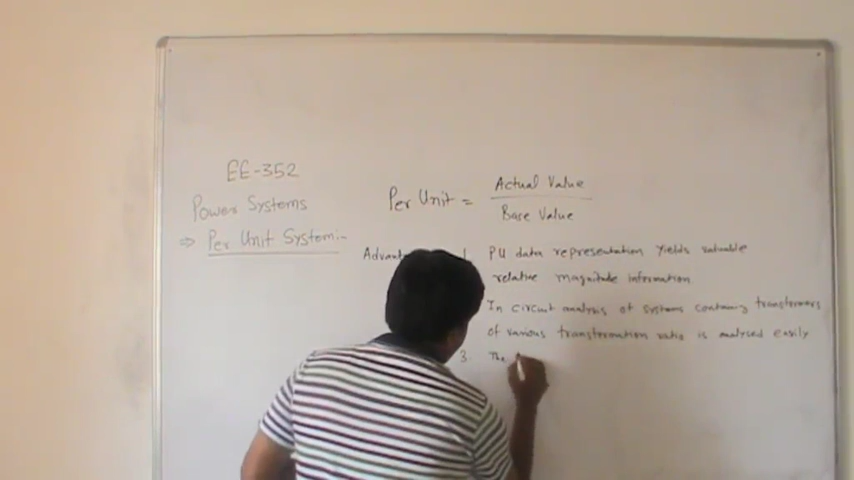 EE-352
Power Systems
⇒ Per Unit System:-
Per Unit = Actual Value
Base Value
Advant 1 PU data representation yields valuable
relative magnitude information
In circuit analysis of systems containing transformers
of various transformation ratio is analysed easily
3 The